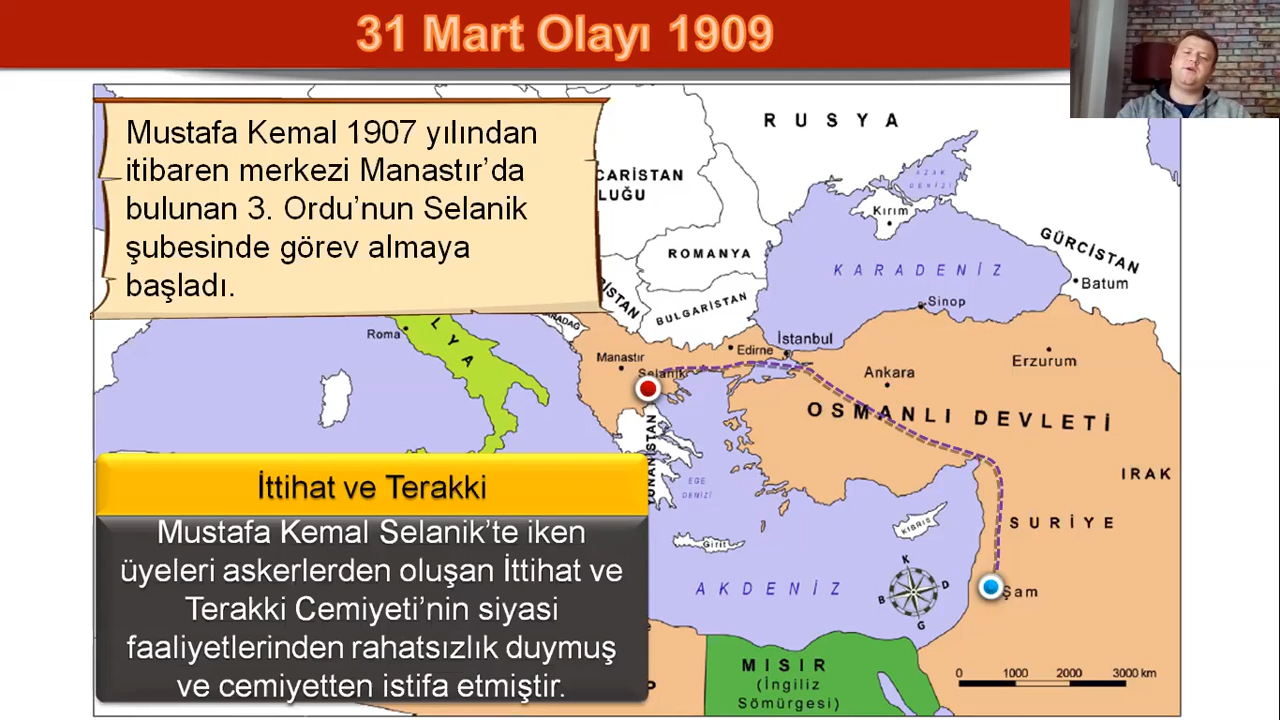 31 Mart Olayı 1909
Mustafa Kemal 1907 yılından
itibaren merkezi Manastır’da
bulunan 3. Ordu’nun Selanik
şubesinde görev almaya
başladı.
RUSYA
CARİSTAN
LUĞU
AZAK
DENİZİ
Kırım
ROMANYA
GÜRCİSTAN
KARADENİZ
Batum
BULGARİSTAN
Sinop
Roma
LYA
İstanbul
Edirne
Manastır
Selanik
Erzurum
Ankara
OSMANLI DEVLETİ
YUNANİSTAN
EGE
DENİZİ
IRAK
SURİYE
KIBRIS
Girit
AKDENİZ
K
D
B
G
Şam
MISIR
(İngiliz
Sömürgesi)
0 1000 2000 3000 km
İttihat ve Terakki
Mustafa Kemal Selanik’te iken
üyeleri askerlerden oluşan İttihat ve
Terakki Cemiyeti’nin siyasi
faaliyetlerinden rahatsızlık duymuş
ve cemiyetten istifa etmiştir.